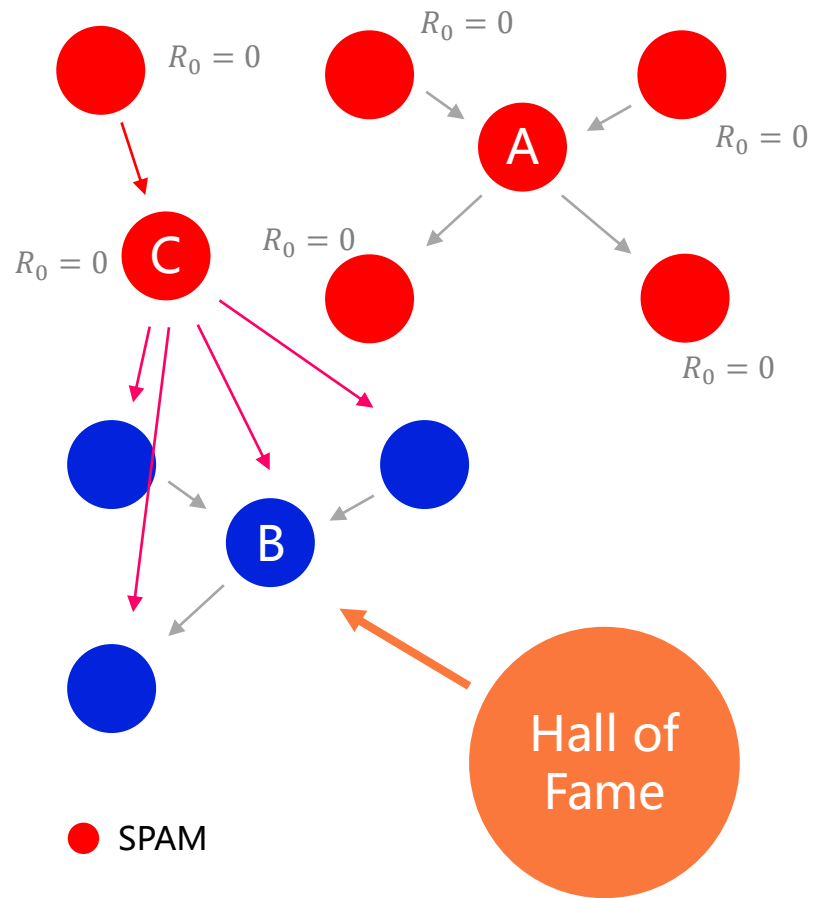 R₀ = 0
R₀ = 0
A
R₀ = 0
R₀ = 0
R₀ = 0
C
R₀ = 0
B
Hall of
Fame
SPAM